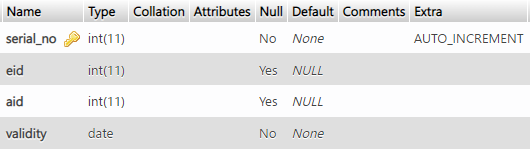 Name Type Collation Attributes Null Default Comments Extra
serial_no int(11) No None AUTO_INCREMENT
eid int(11) Yes NULL
aid int(11) Yes NULL
validity date No None